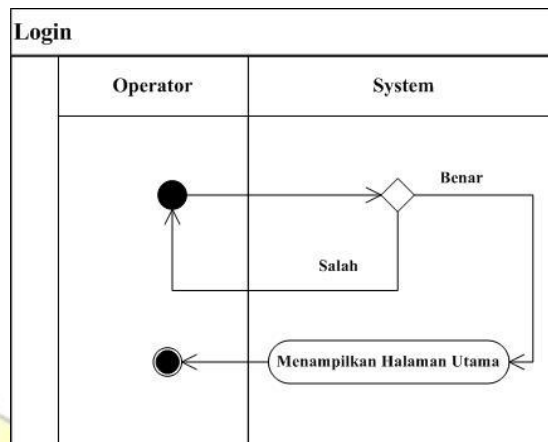 Login
Operator
System
Benar
Salah
Menampilkan Halaman Utama